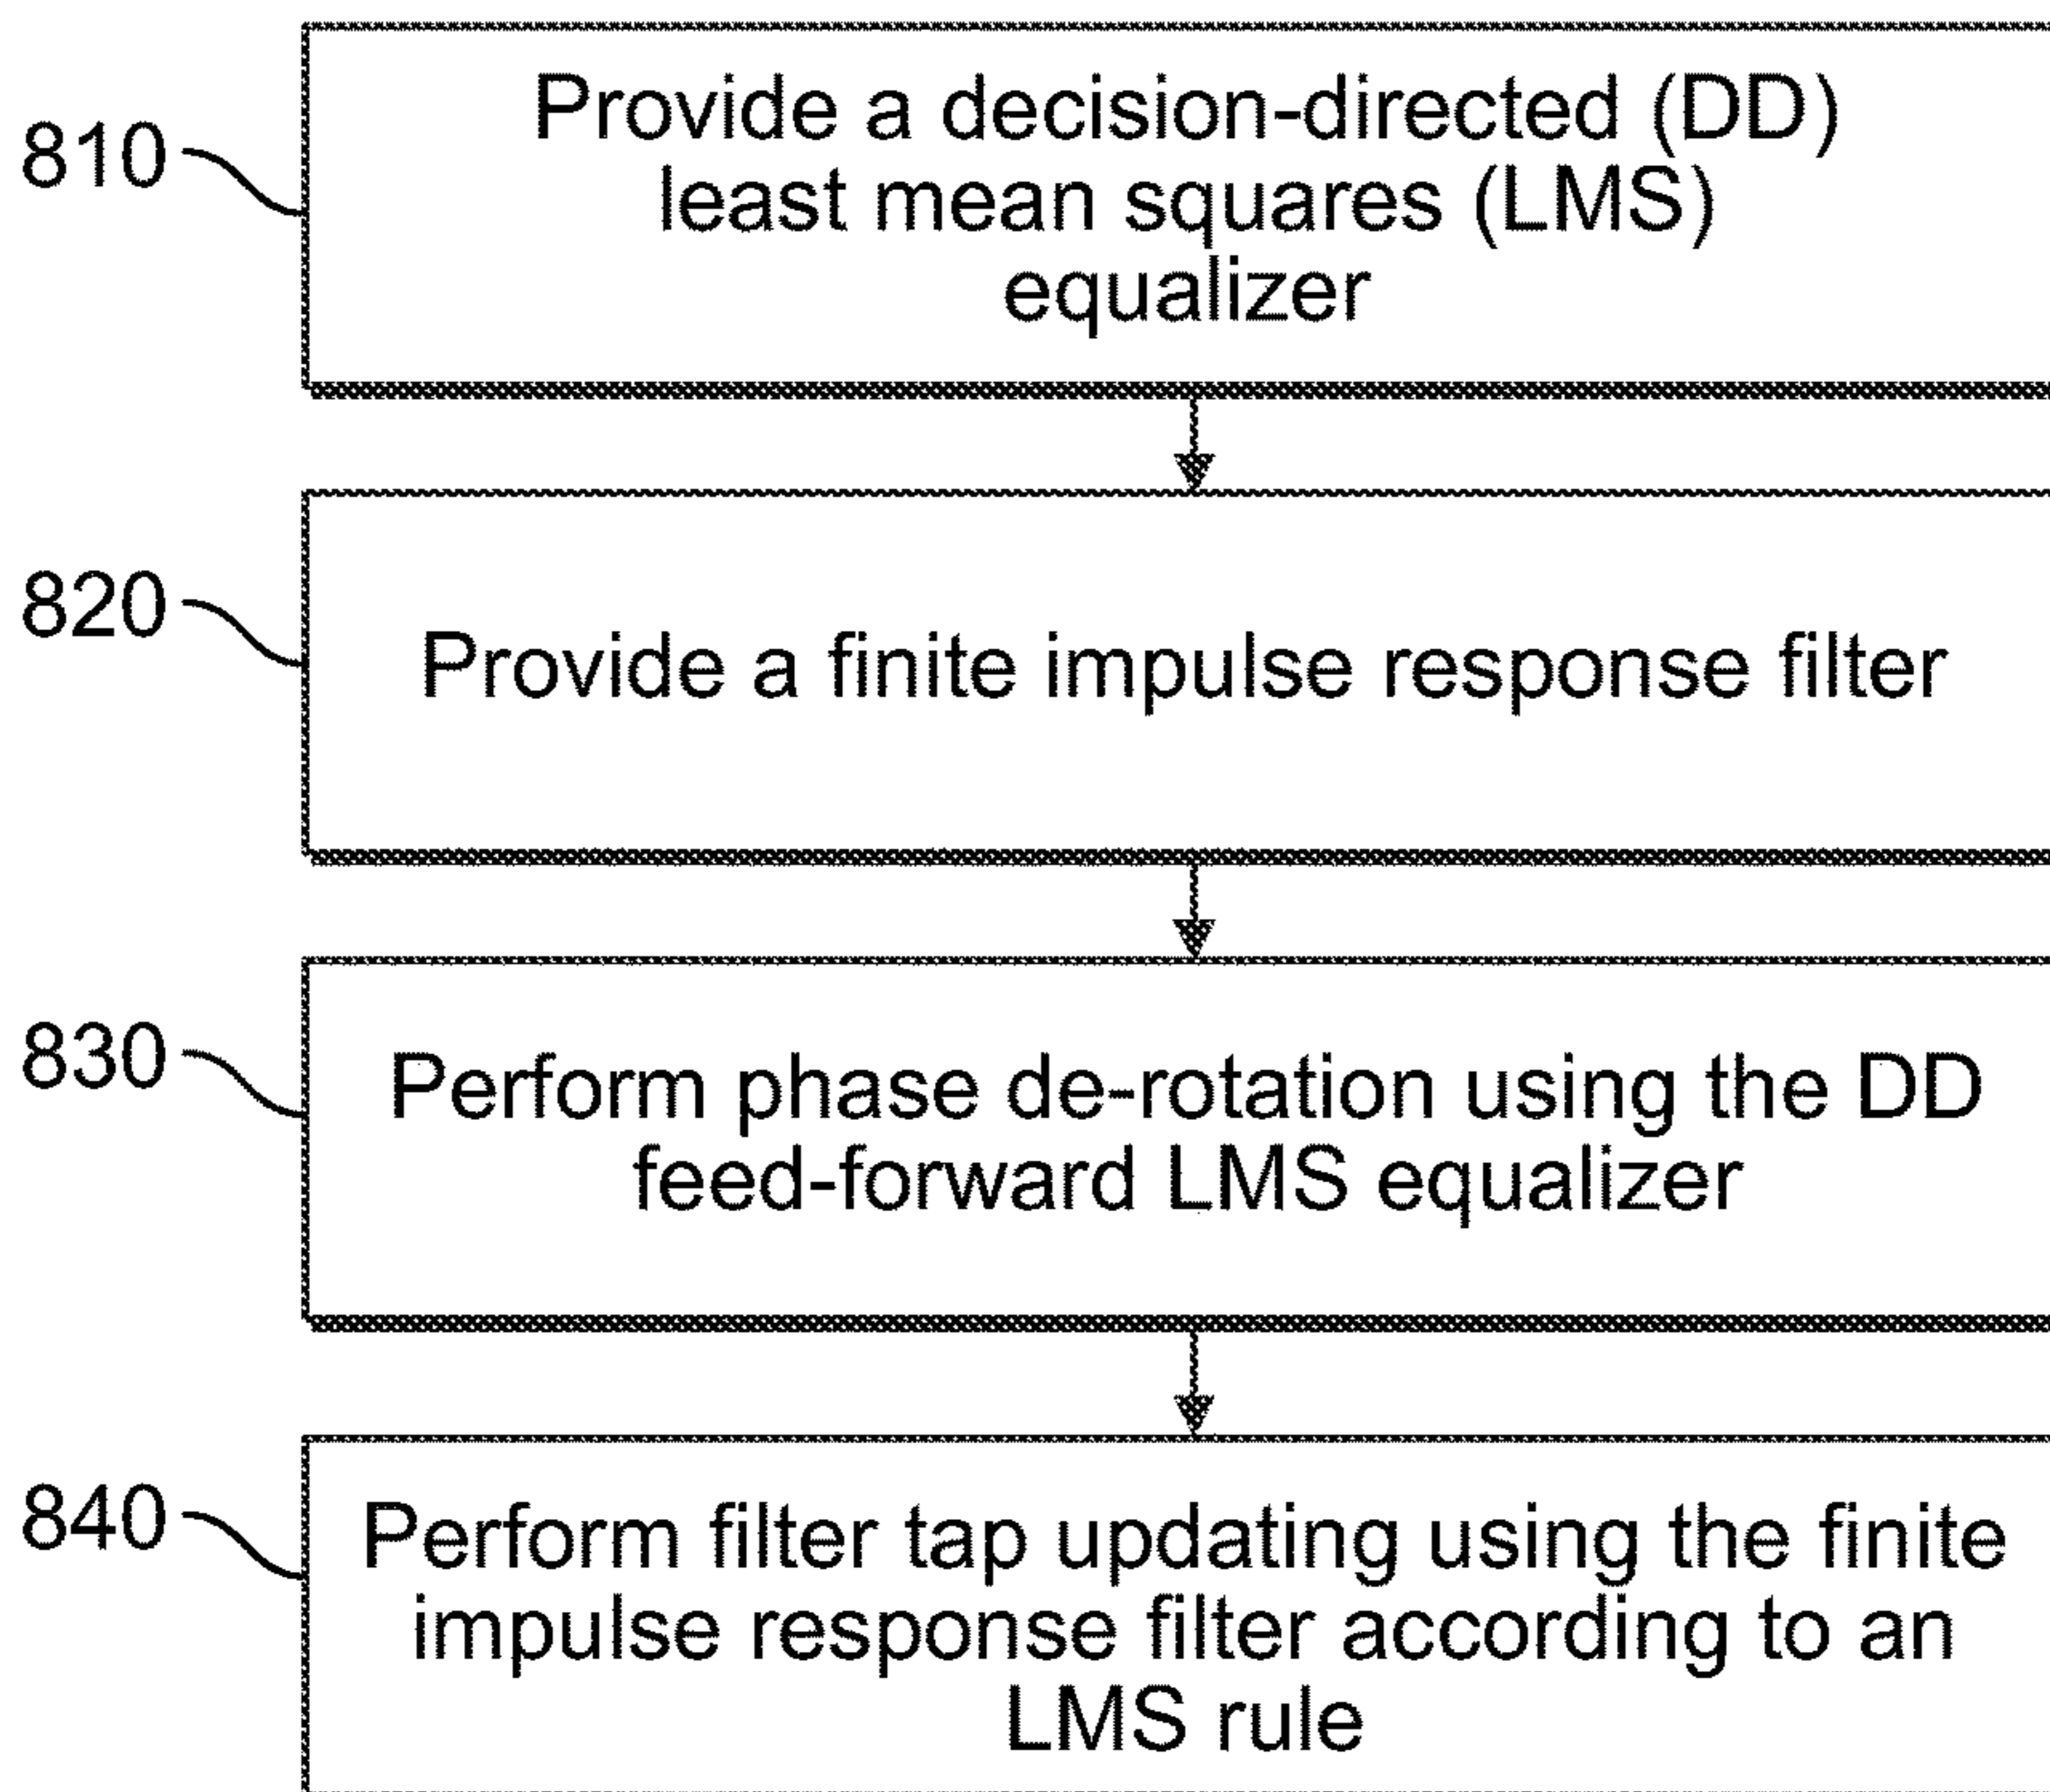 810
Provide a decision-directed (DD)
least mean squares (LMS)
equalizer
820
Provide a finite impulse response filter
830
Perform phase de-rotation using the DD
feed-forward LMS equalizer
840
Perform filter tap updating using the finite
impulse response filter according to an
LMS rule